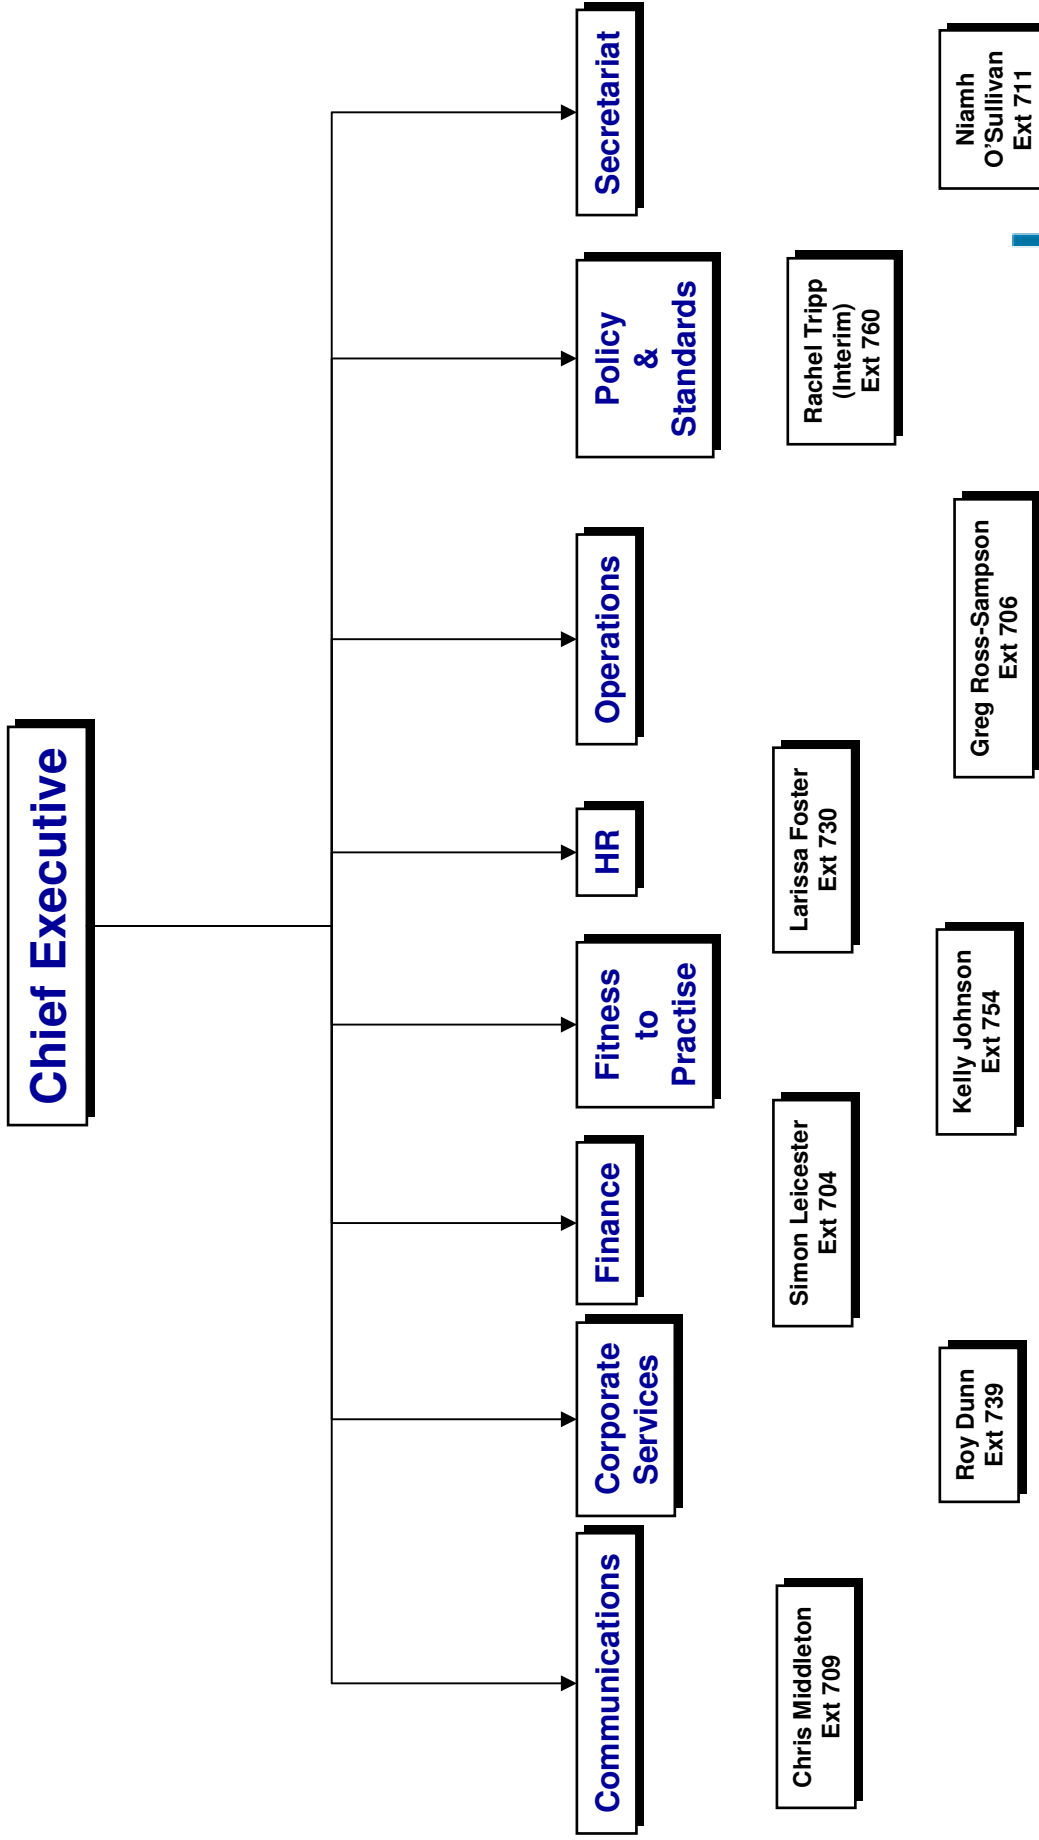 Chief Executive
Communications
Corporate
Services
Finance
Fitness
to
Practise
HR
Operations
Policy
&
Standards
Secretariat
Chris Middleton
Ext 709
Simon Leicester
Ext 704
Larissa Foster
Ext 730
Rachel Tripp
(Interim)
Ext 760
Roy Dunn
Ext 739
Kelly Johnson
Ext 754
Greg Ross-Sampson
Ext 706
Niamh
O'Sullivan
Ext 711